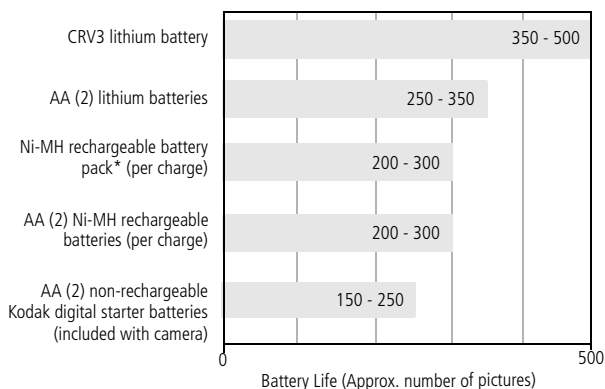 CRV3 lithium battery
350 - 500
AA (2) lithium batteries
250 - 350
Ni-MH rechargeable battery
pack* (per charge)
200 - 300
AA (2) Ni-MH rechargeable
batteries (per charge)
200 - 300
AA (2) non-rechargeable
Kodak digital starter batteries
(included with camera)
150 - 250
0
500
Battery Life (Approx. number of pictures)